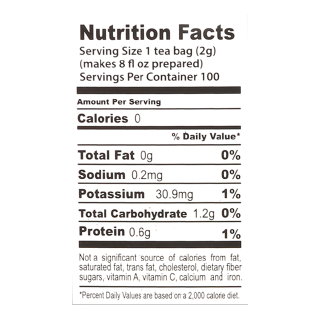 Nutrition Facts
Serving Size 1 tea bag (2g)
(makes 8 fl oz prepared)
Servings Per Container 100
Amount Per Serving
Calories 0
% Daily Value*
Total Fat 0g 0%
Sodium 0.2mg 0%
Potassium 30.9mg 1%
Total Carbohydrate 1.2g 0%
Protein 0.6g 1%
Not a significant source of calories from fat,
saturated fat, trans fat, cholesterol, dietary fiber
sugars, vitamin A, vitamin C, calcium and iron.
*Percent Daily Values are based on a 2,000 calorie diet.